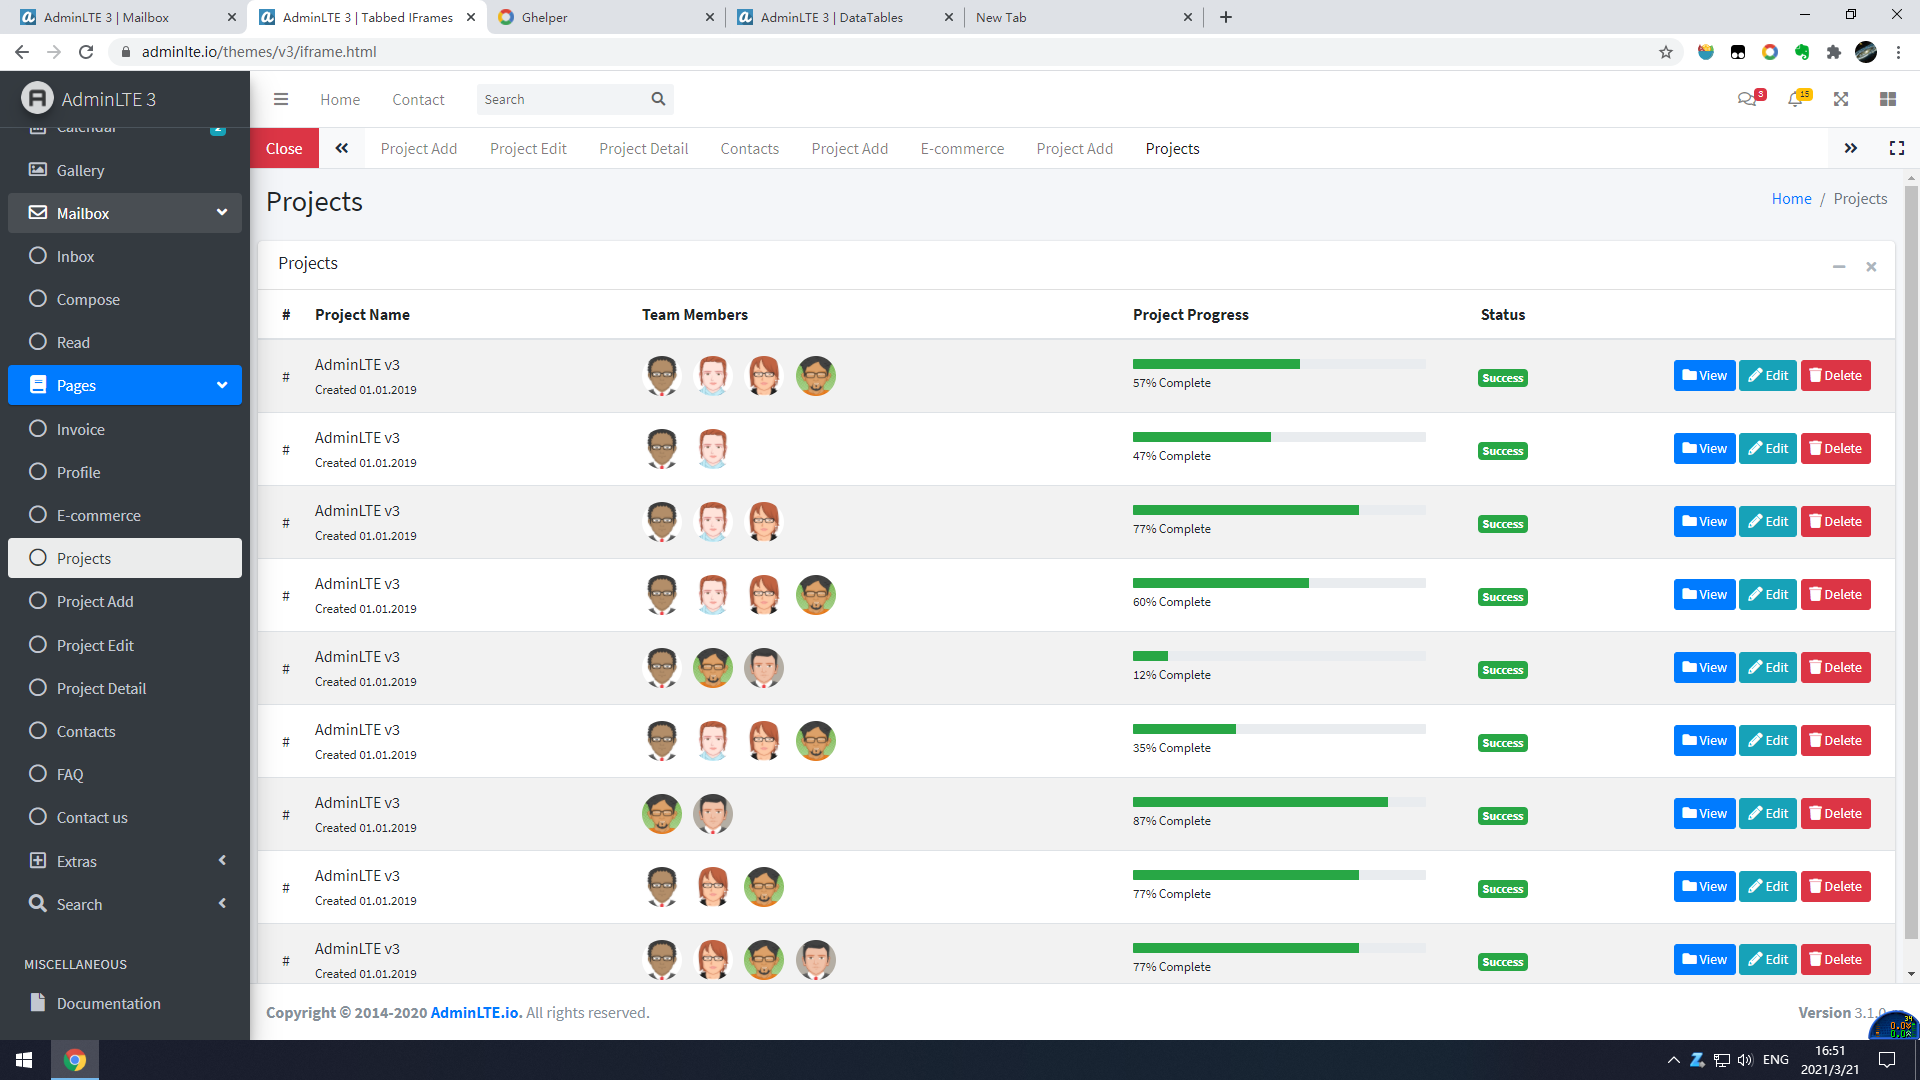 AdminLTE 3 | Mailbox
AdminLTE 3 | Tabbed IFrames
Ghelper
AdminLTE 3 | DataTables
New Tab
adminlte.io/themes/v3/iframe.html
AdminLTE 3
Home
Contact
Search
3
15
Calendar
2
Gallery
Mailbox
Inbox
Compose
Read
Pages
Invoice
Profile
E-commerce
Projects
Project Add
Project Edit
Project Detail
Contacts
FAQ
Contact us
Extras
Search
MISCELLANEOUS
Documentation
Close
Project Add
Project Edit
Project Detail
Contacts
Project Add
E-commerce
Project Add
Projects
Projects
Home / Projects
Projects
# Project Name Team Members Project Progress Status
# AdminLTE v3
Created 01.01.2019
57% Complete
Success
View Edit Delete
# AdminLTE v3
Created 01.01.2019
47% Complete
Success
View Edit Delete
# AdminLTE v3
Created 01.01.2019
77% Complete
Success
View Edit Delete
# AdminLTE v3
Created 01.01.2019
60% Complete
Success
View Edit Delete
# AdminLTE v3
Created 01.01.2019
12% Complete
Success
View Edit Delete
# AdminLTE v3
Created 01.01.2019
35% Complete
Success
View Edit Delete
# AdminLTE v3
Created 01.01.2019
87% Complete
Success
View Edit Delete
# AdminLTE v3
Created 01.01.2019
77% Complete
Success
View Edit Delete
# AdminLTE v3
Created 01.01.2019
77% Complete
Success
View Edit Delete
Copyright © 2014-2020 AdminLTE.io. All rights reserved.
Version 3.1.0
34
0.0
0.0
ENG
16:51
2021/3/21